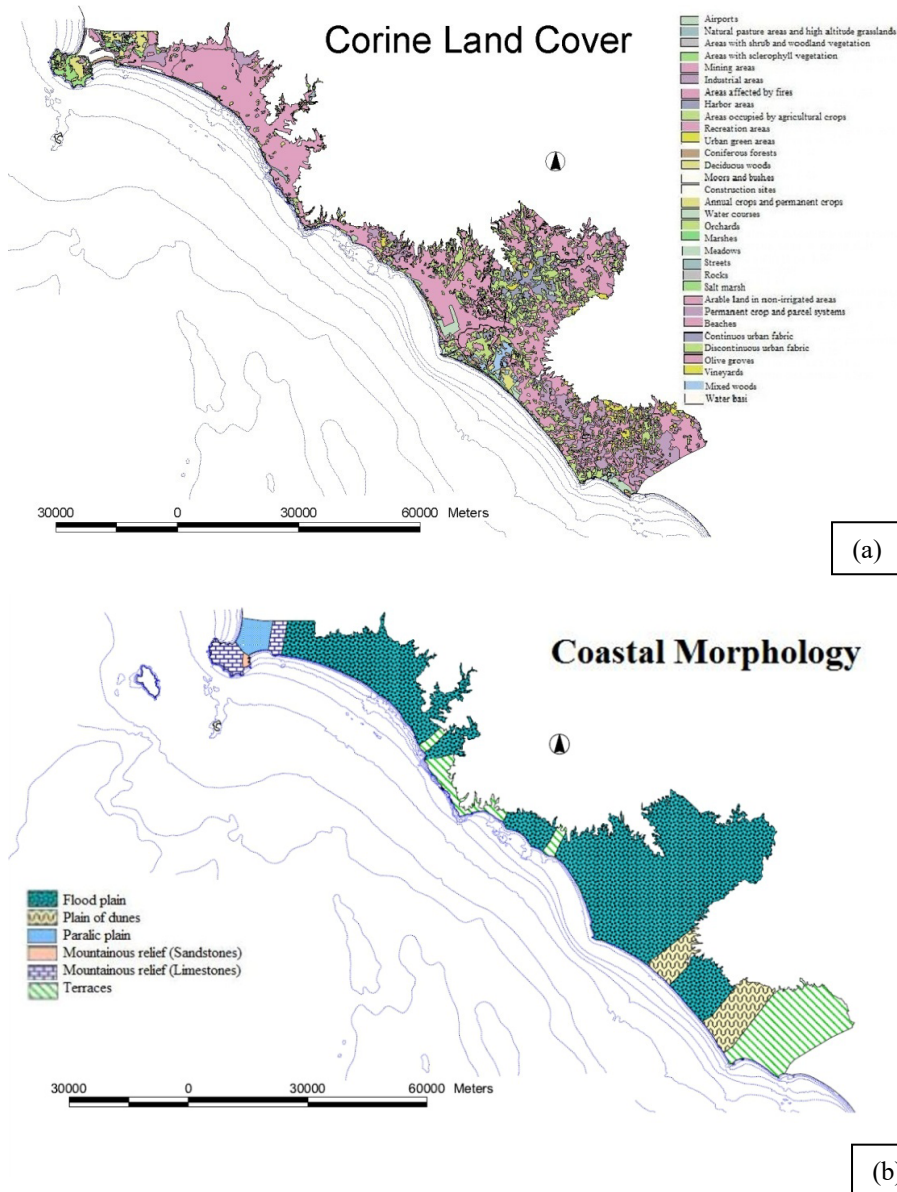 Corine Land Cover
Airports
Natural pasture areas and high altitude grasslands
Areas with shrub and woodland vegetation
Areas with sclerophyll vegetation
Mining areas
Industrial areas
Areas affected by fires
Harbor areas
Areas occupied by agricultural crops
Recreation areas
Urban green areas
Coniferous forests
Deciduous woods
Moors and bushes
Construction sites
Annual crops and permanent crops
Water courses
Orchards
Marshes
Meadows
Streets
Rocks
Salt marsh
Arable land in non-irrigated areas
Permanent crop and parcel systems
Beaches
Continuos urban fabric
Discontinuous urban fabric
Olive groves
Vineyards
Mixed woods
Water basi
30000 0 30000 60000 Meters
(a)
Coastal Morphology
Flood plain
Plain of dunes
Paralic plain
Mountainous relief (Sandstones)
Mountainous relief (Limestones)
Terraces
30000 0 30000 60000 Meters
(b)